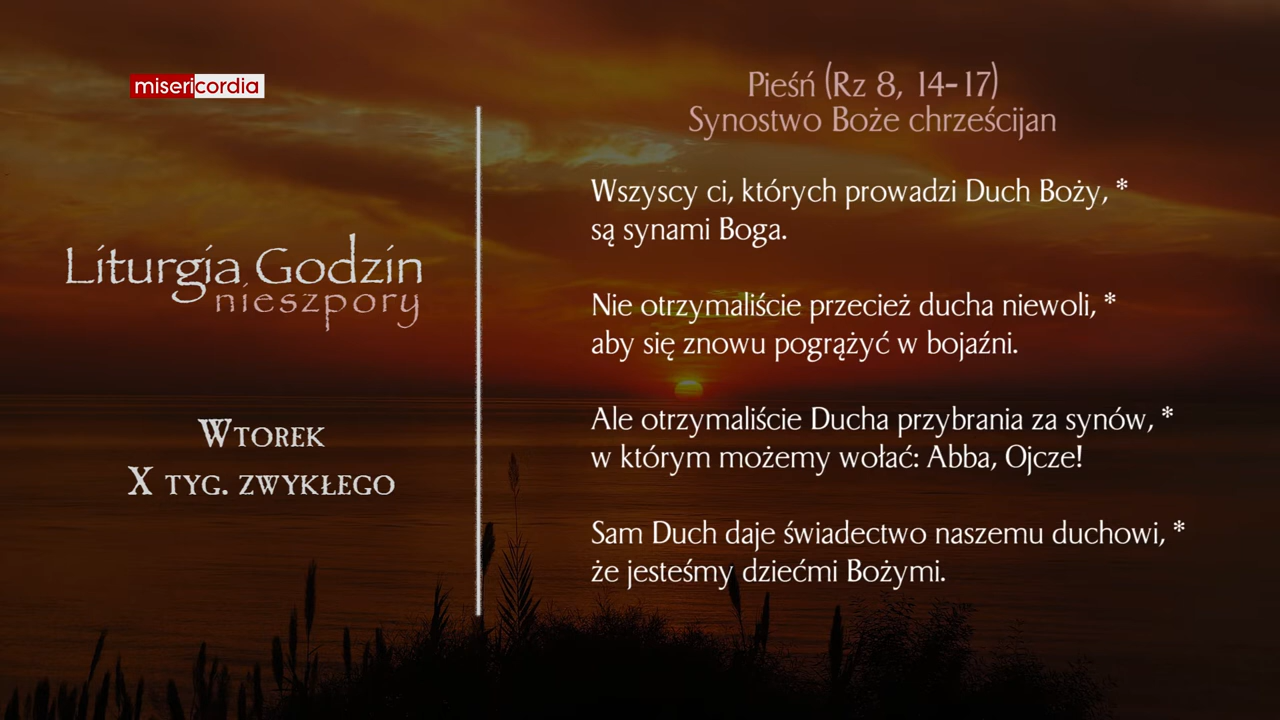 misericordia
Liturgia Godzin
nieszpory
Wtorek
X tyg. zwykłego
Pieśń (Rz 8, 14-17)
Synostwo Boże chrześcijan
Wszyscy ci, których prowadzi Duch Boży, *
są synami Boga.
Nie otrzymaliście przecież ducha niewoli, *
aby się znowu pogrążyć w bojaźni.
Ale otrzymaliście Ducha przybrania za synów, *
w którym możemy wołać: Abba, Ojcze!
Sam Duch daje świadectwo naszemu duchowi, *
że jesteśmy dziećmi Bożymi.